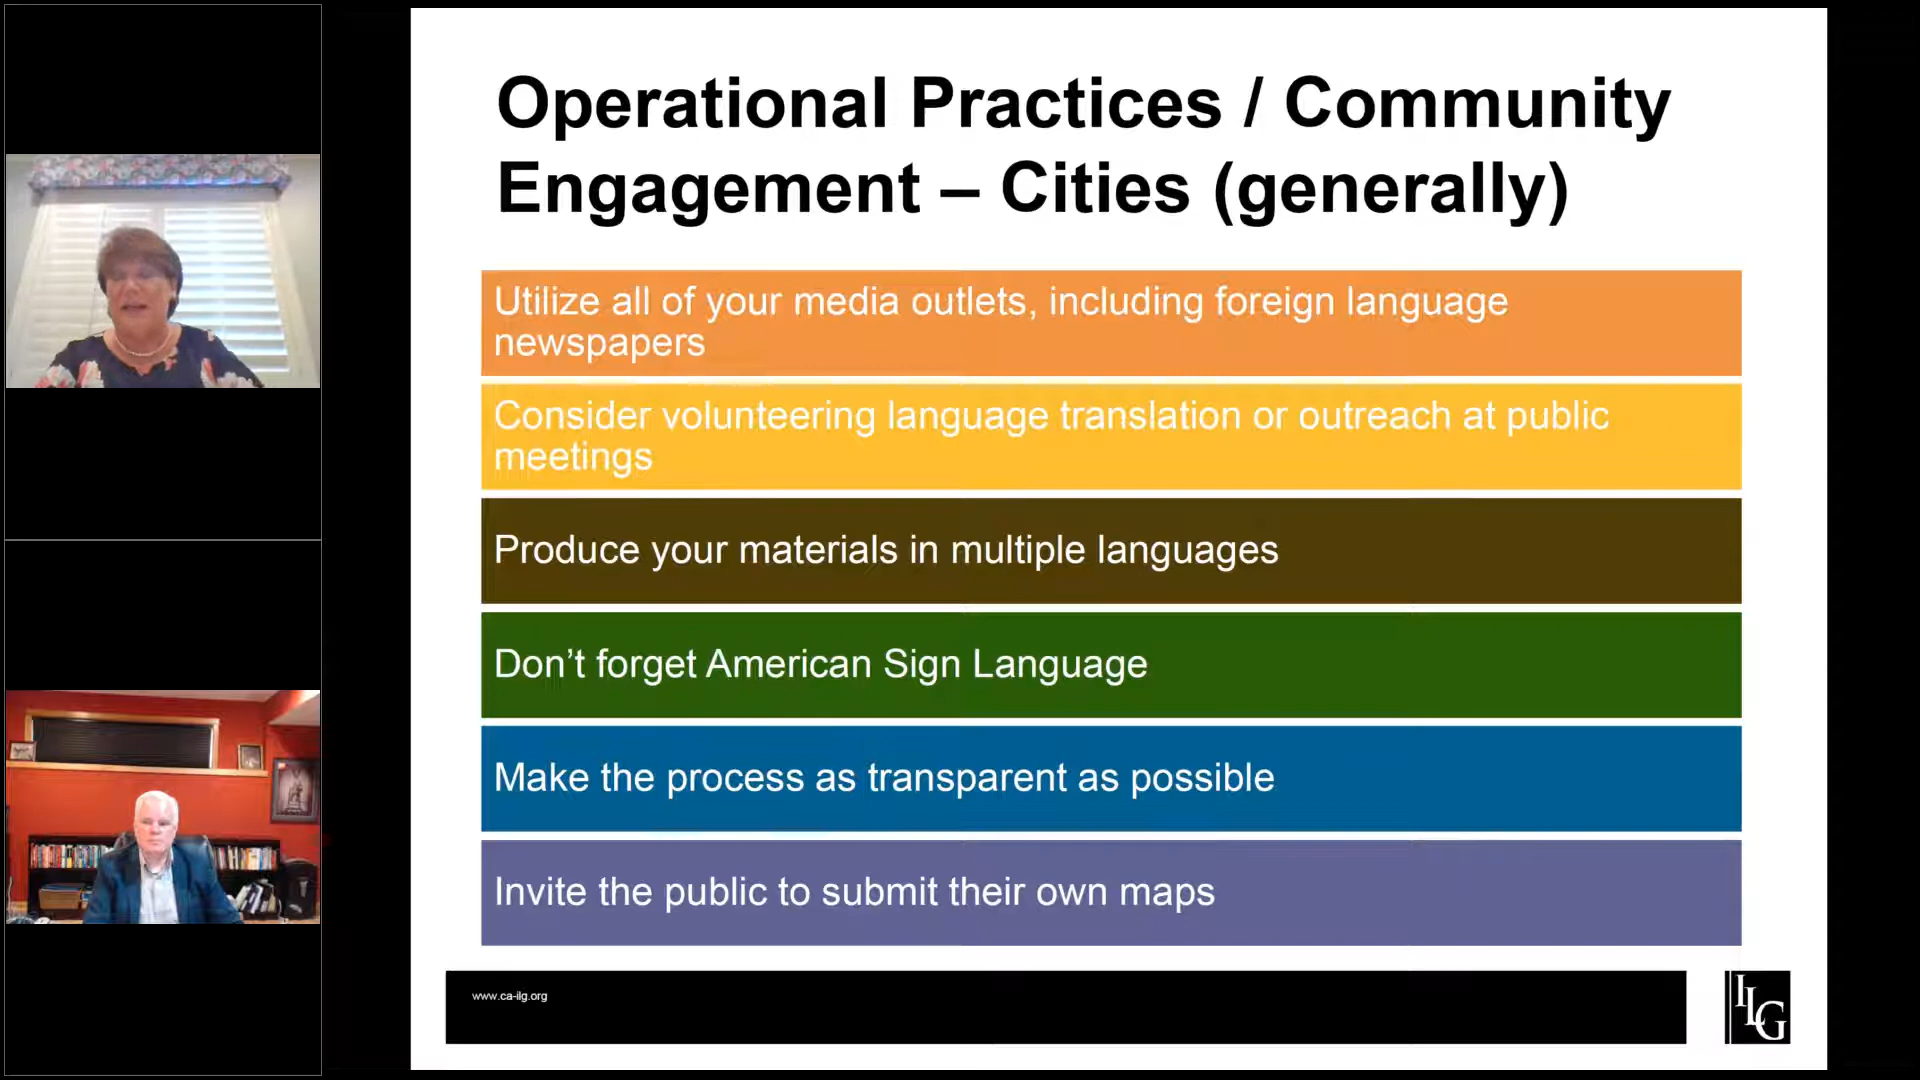 Operational Practices / Community
Engagement – Cities (generally)
Utilize all of your media outlets, including foreign language
newspapers
Consider volunteering language translation or outreach at public
meetings
Produce your materials in multiple languages
Don’t forget American Sign Language
Make the process as transparent as possible
Invite the public to submit their own maps
www.ca-ilg.org
ILG